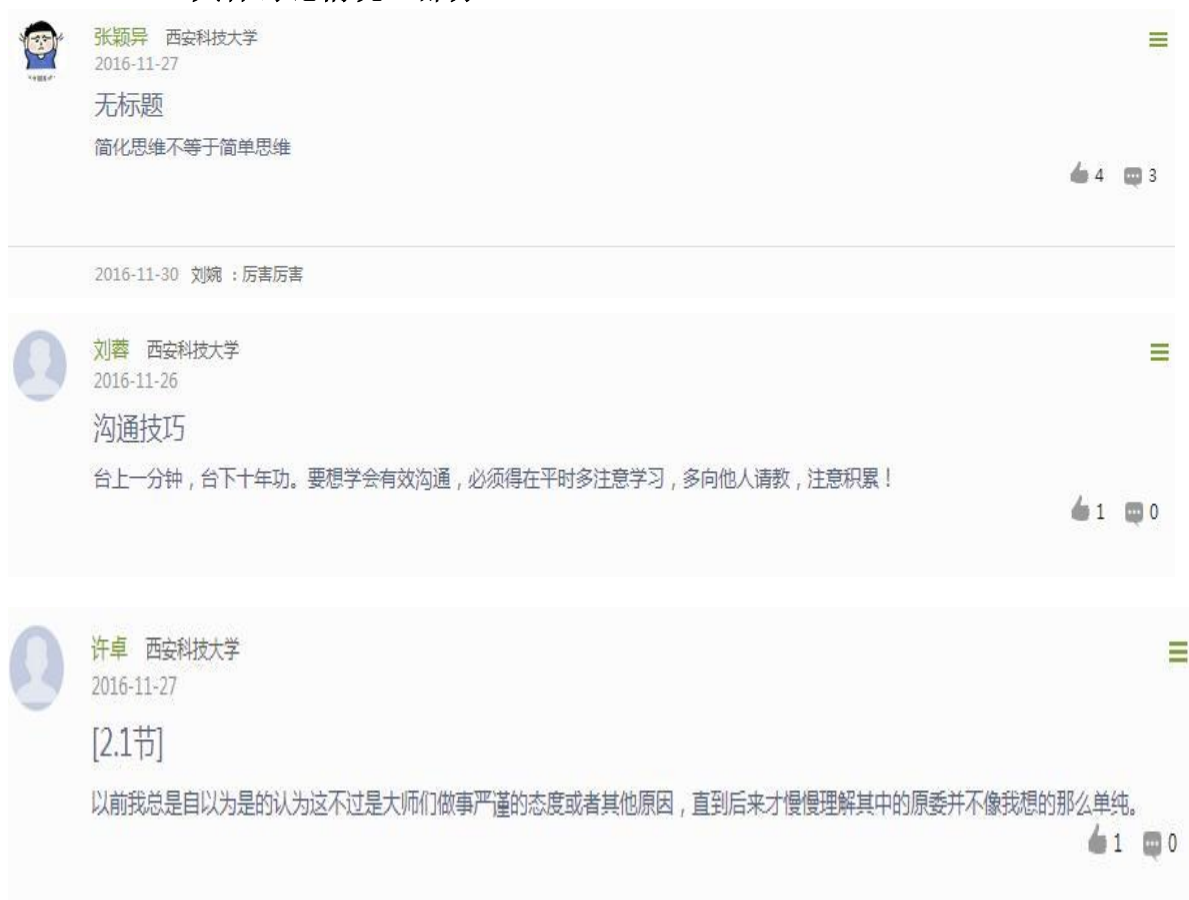 张颖异 西安科技大学
2016-11-27
无标题
简化思维不等于简单思维
4 3
2016-11-30 刘婉 ：厉害厉害
刘蓉 西安科技大学
2016-11-26
沟通技巧
台上一分钟，台下十年功。要想学会有效沟通，必须得在平时多注意学习，多向他人请教，注意积累！
1 0
许卓 西安科技大学
2016-11-27
[2.1节]
以前我总是自以为是的认为这不过是大师们做事严谨的态度或者其他原因，直到后来才慢慢理解其中的原委并不像我想的那么单纯。
1 0